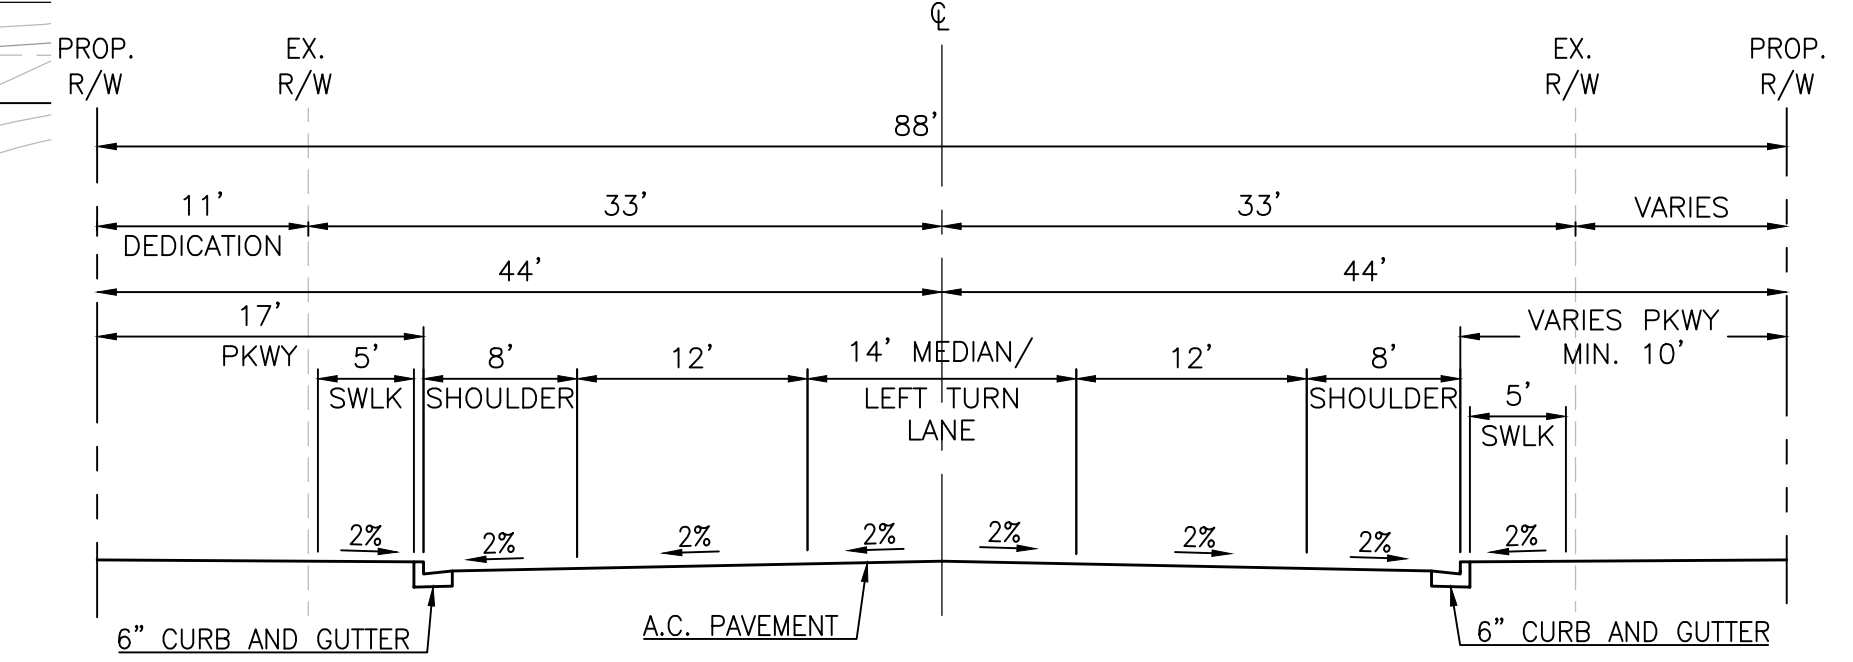 ℄
PROP.
R/W
EX.
R/W
EX.
R/W
PROP.
R/W
88'
11'
DEDICATION
33'
33'
VARIES
44'
44'
17'
PKWY
VARIES PKWY
MIN. 10'
5'
SWLK
8'
SHOULDER
12'
14' MEDIAN/
LEFT TURN
LANE
12'
8'
SHOULDER
5'
SWLK
2%
2%
2%
2%
2%
2%
2%
2%
6" CURB AND GUTTER
A.C. PAVEMENT
6" CURB AND GUTTER